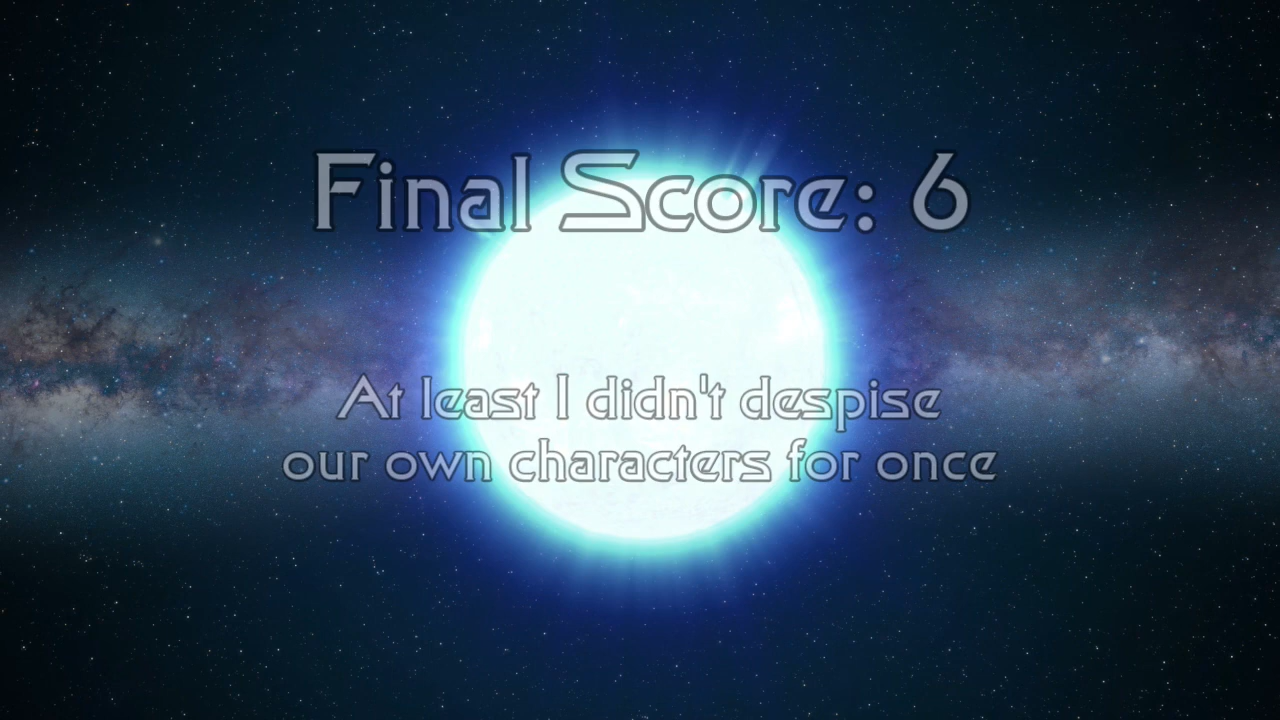 Final Score: 6
At least I didn't despise
our own characters for once